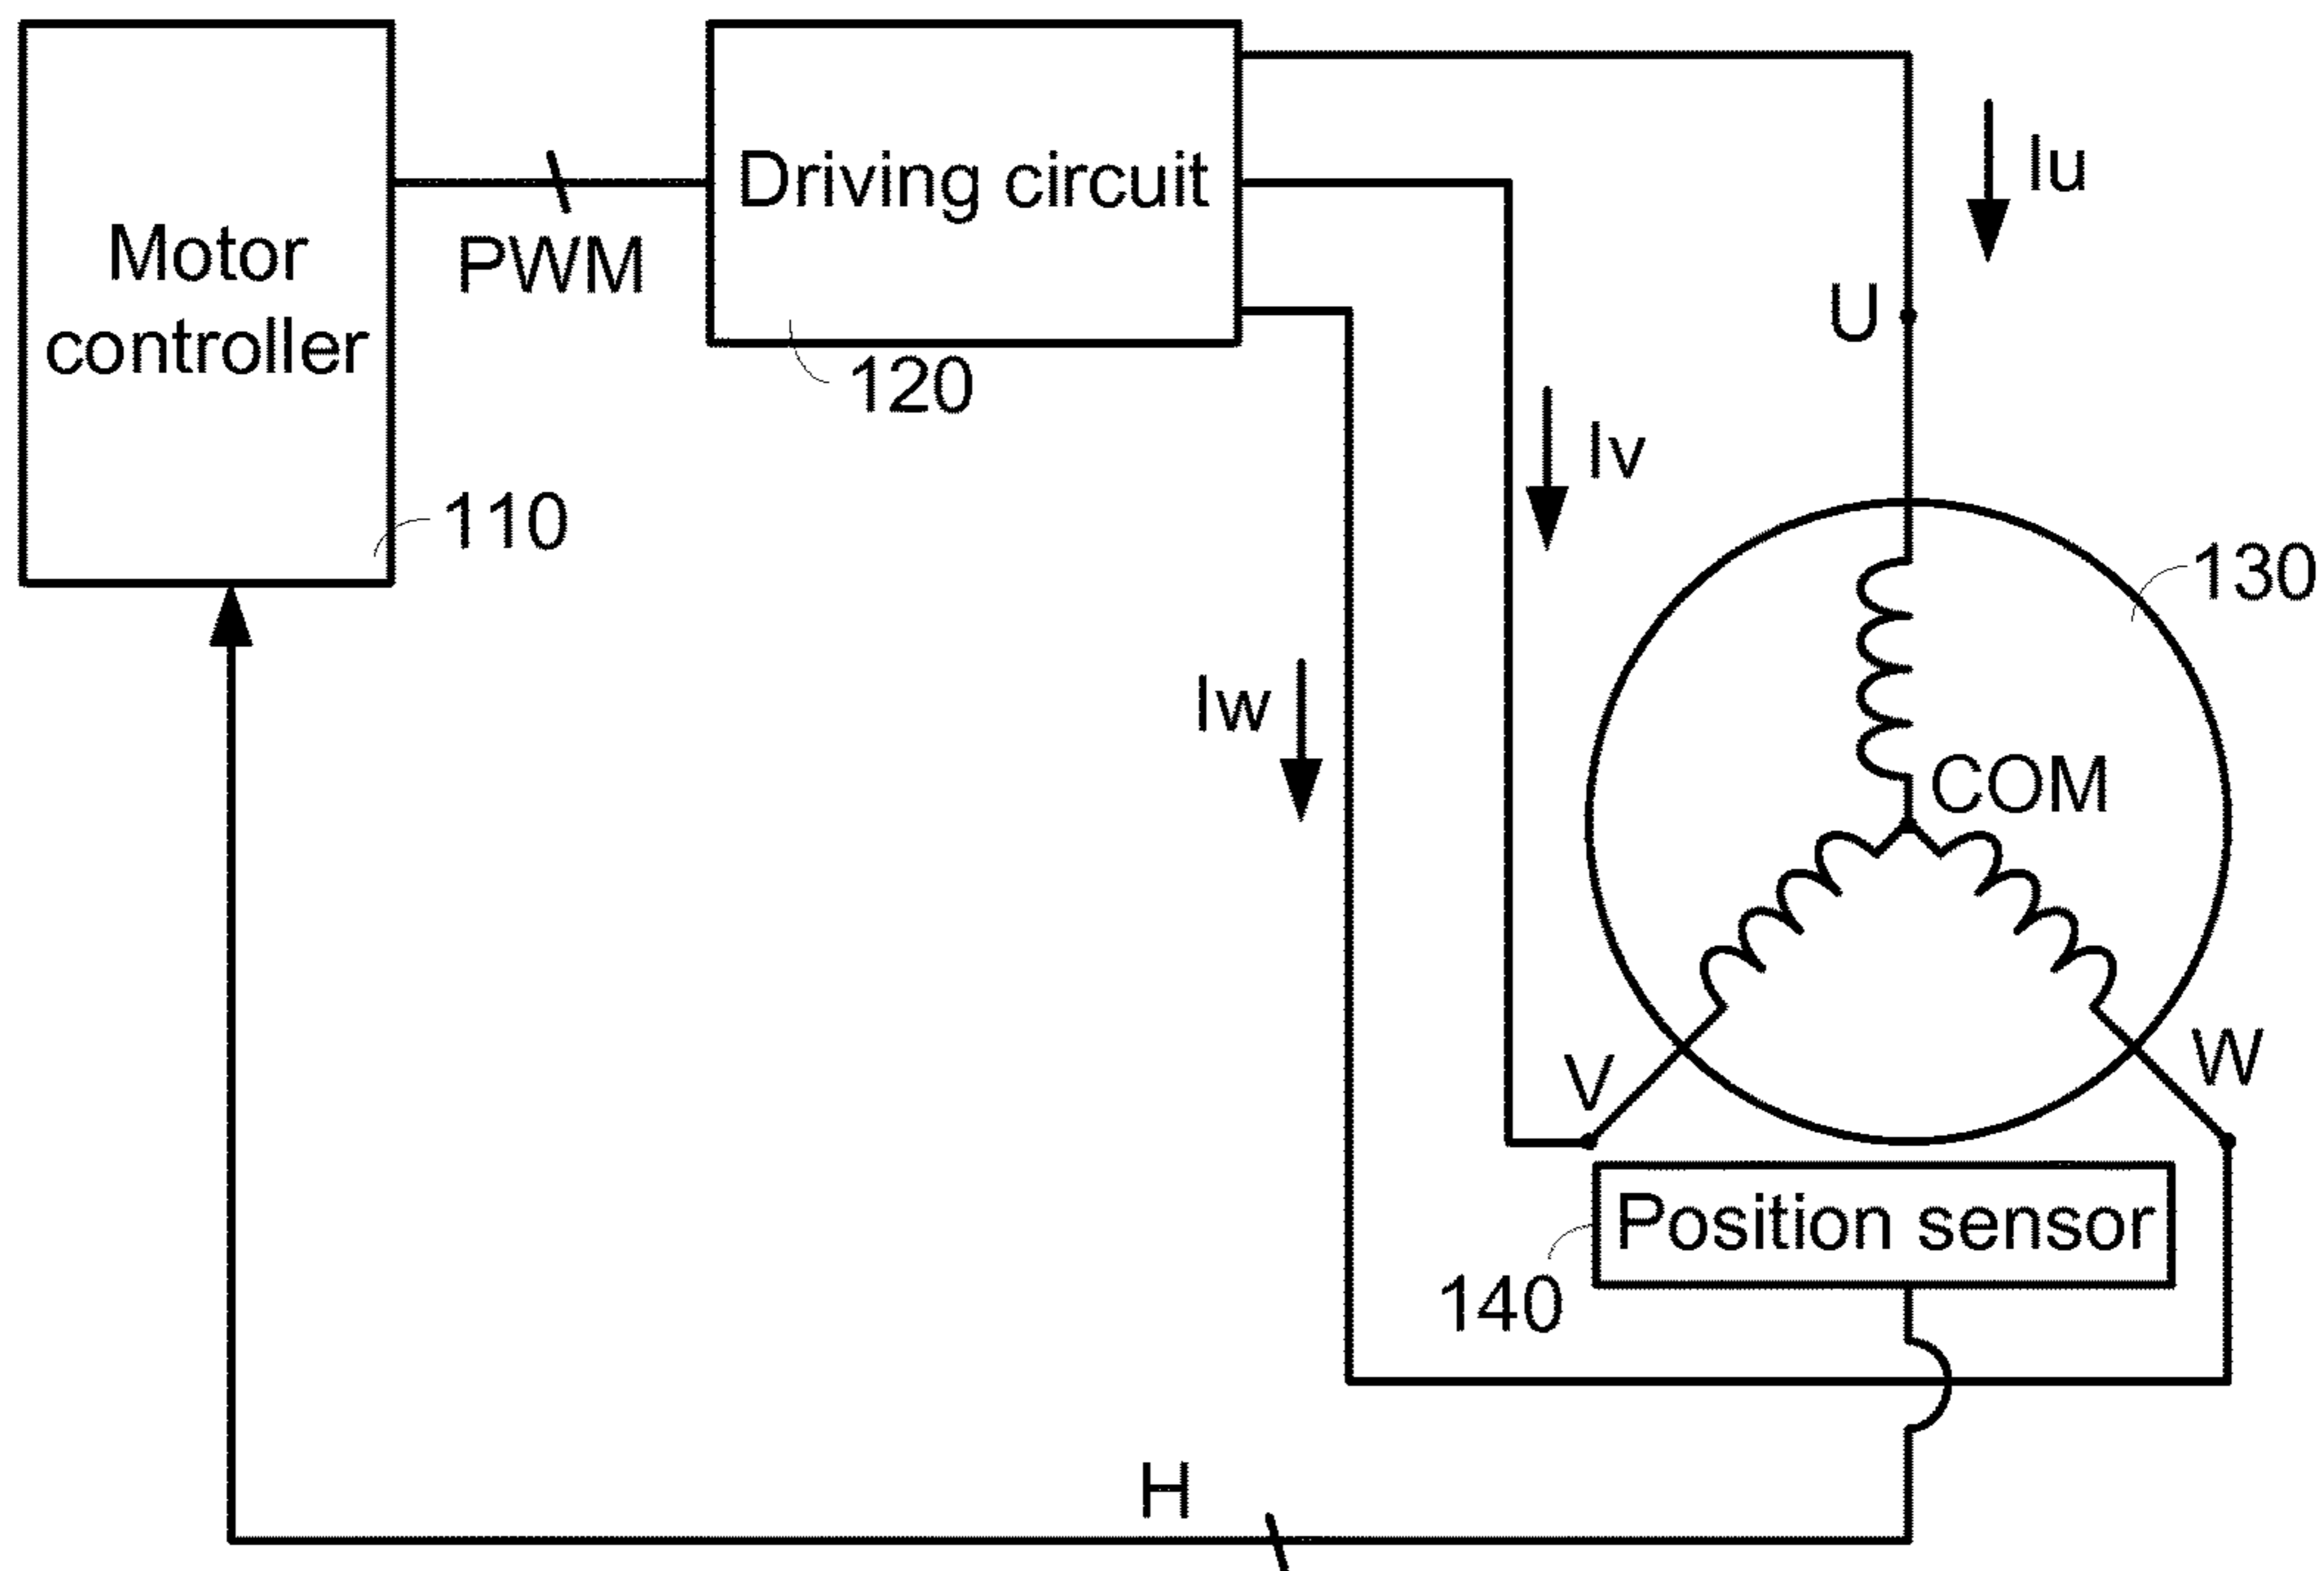 Motor
controller
110
PWM
Driving circuit
120
Iu
U
Iv
Iw
130
COM
V
W
Position sensor
140
H